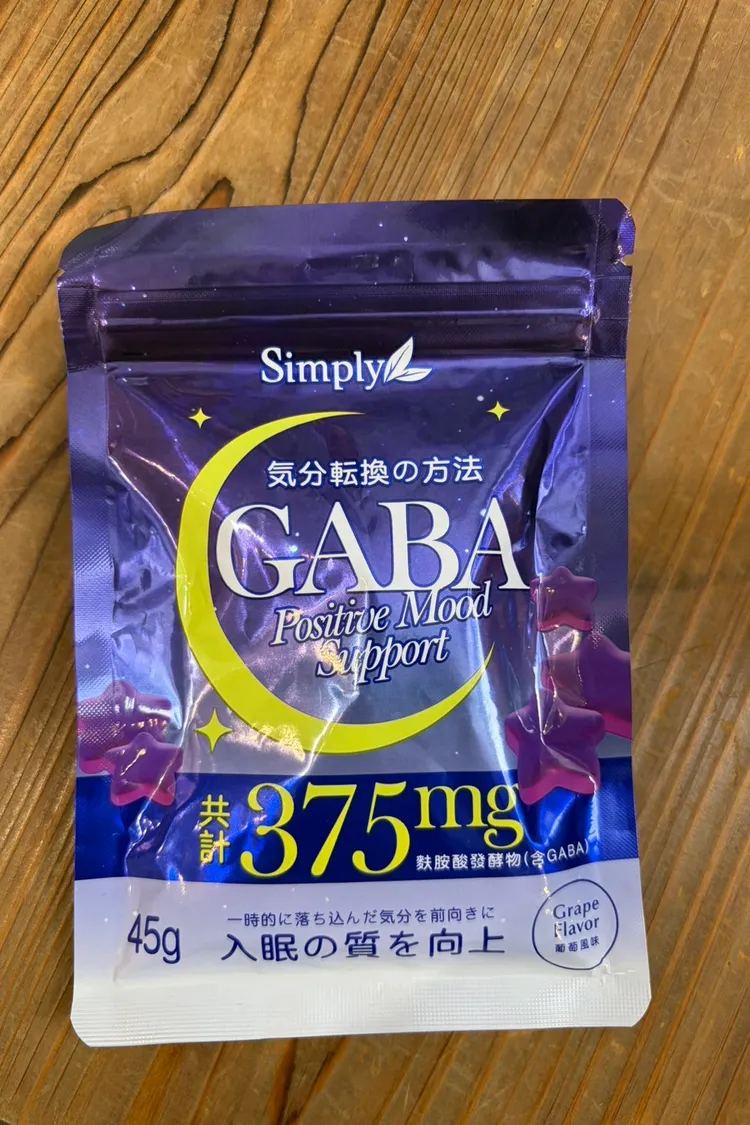 Simply
気分転換の方法
GABA
Positive Mood
Support
共計
375mg
麩胺酸發酵物(含GABA)
45g
一時的に落ち込んだ気分を前向きに
入眠の質を向上
Grape
Flavor
葡萄風味